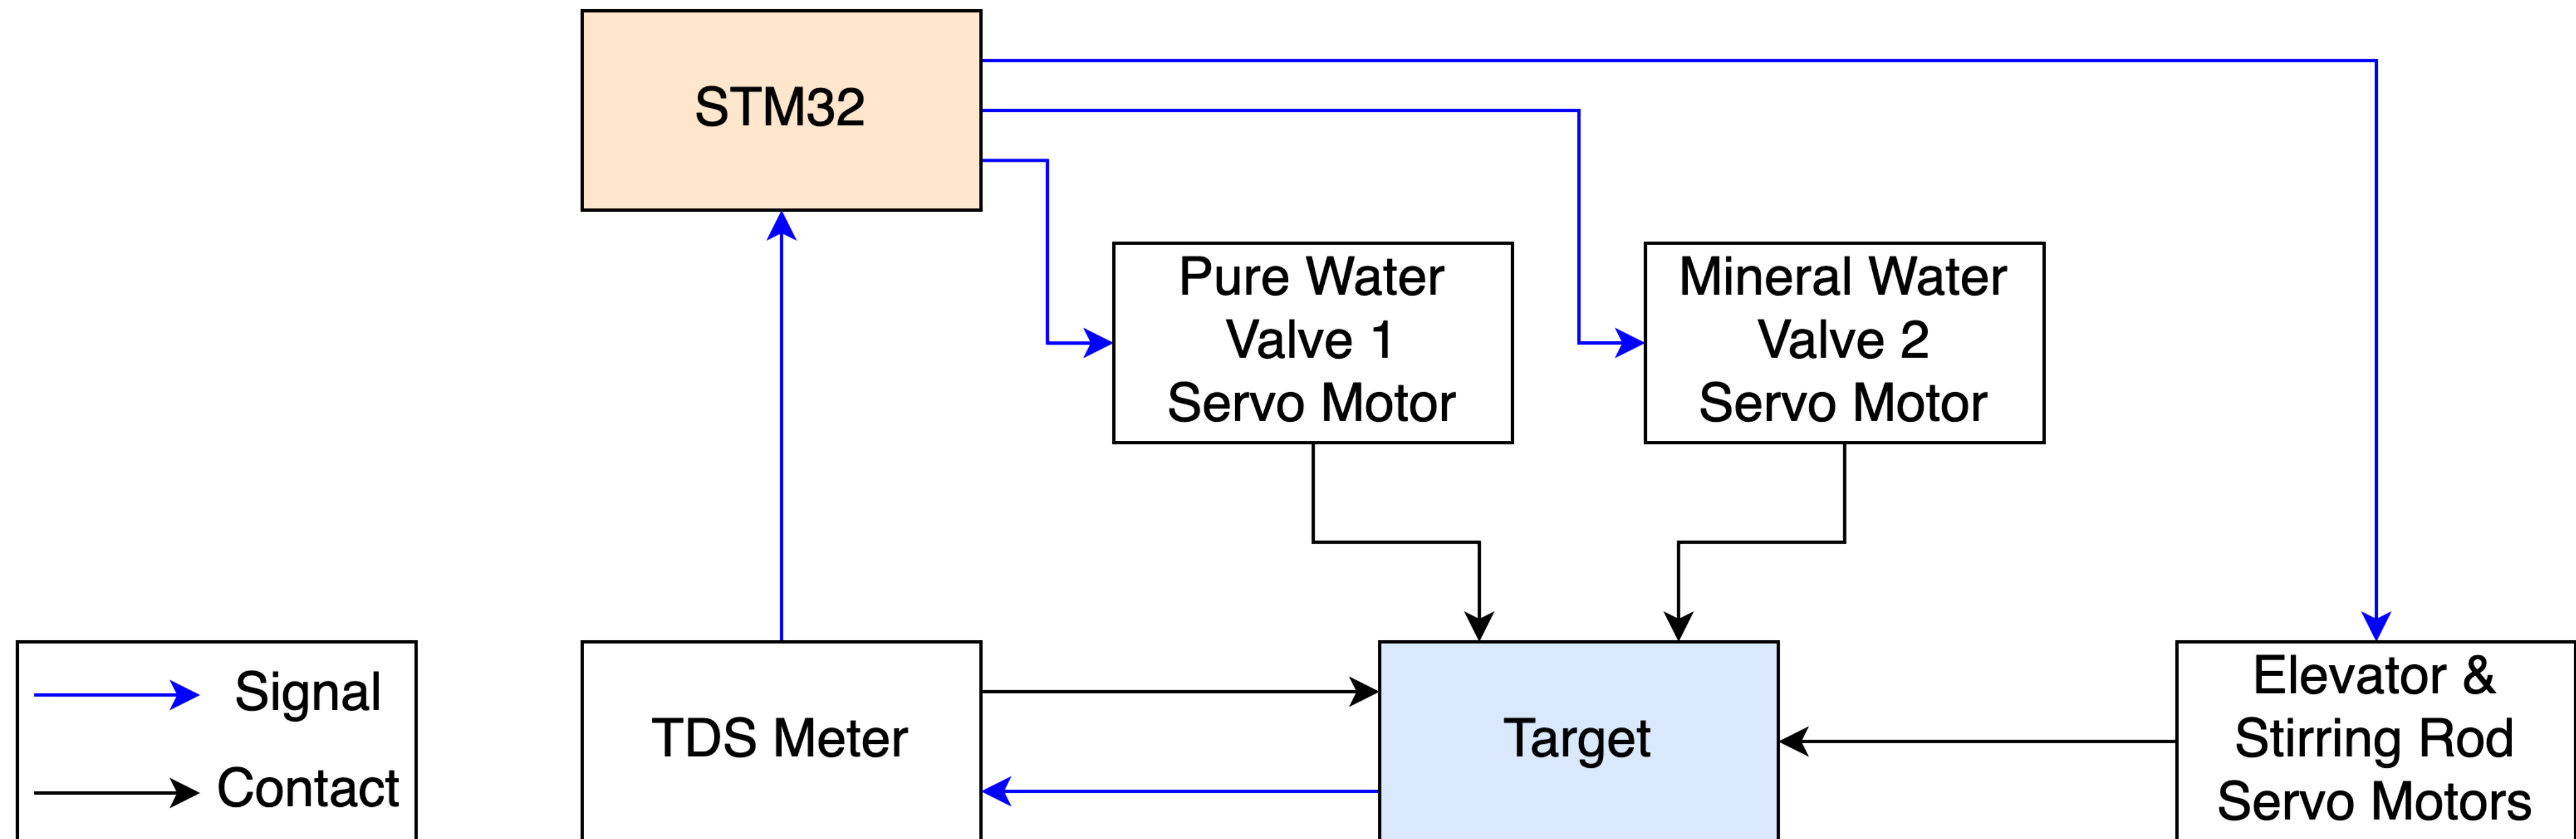 STM32
Pure Water
Valve 1
Servo Motor
Mineral Water
Valve 2
Servo Motor
Signal
Contact
TDS Meter
Target
Elevator &
Stirring Rod
Servo Motors